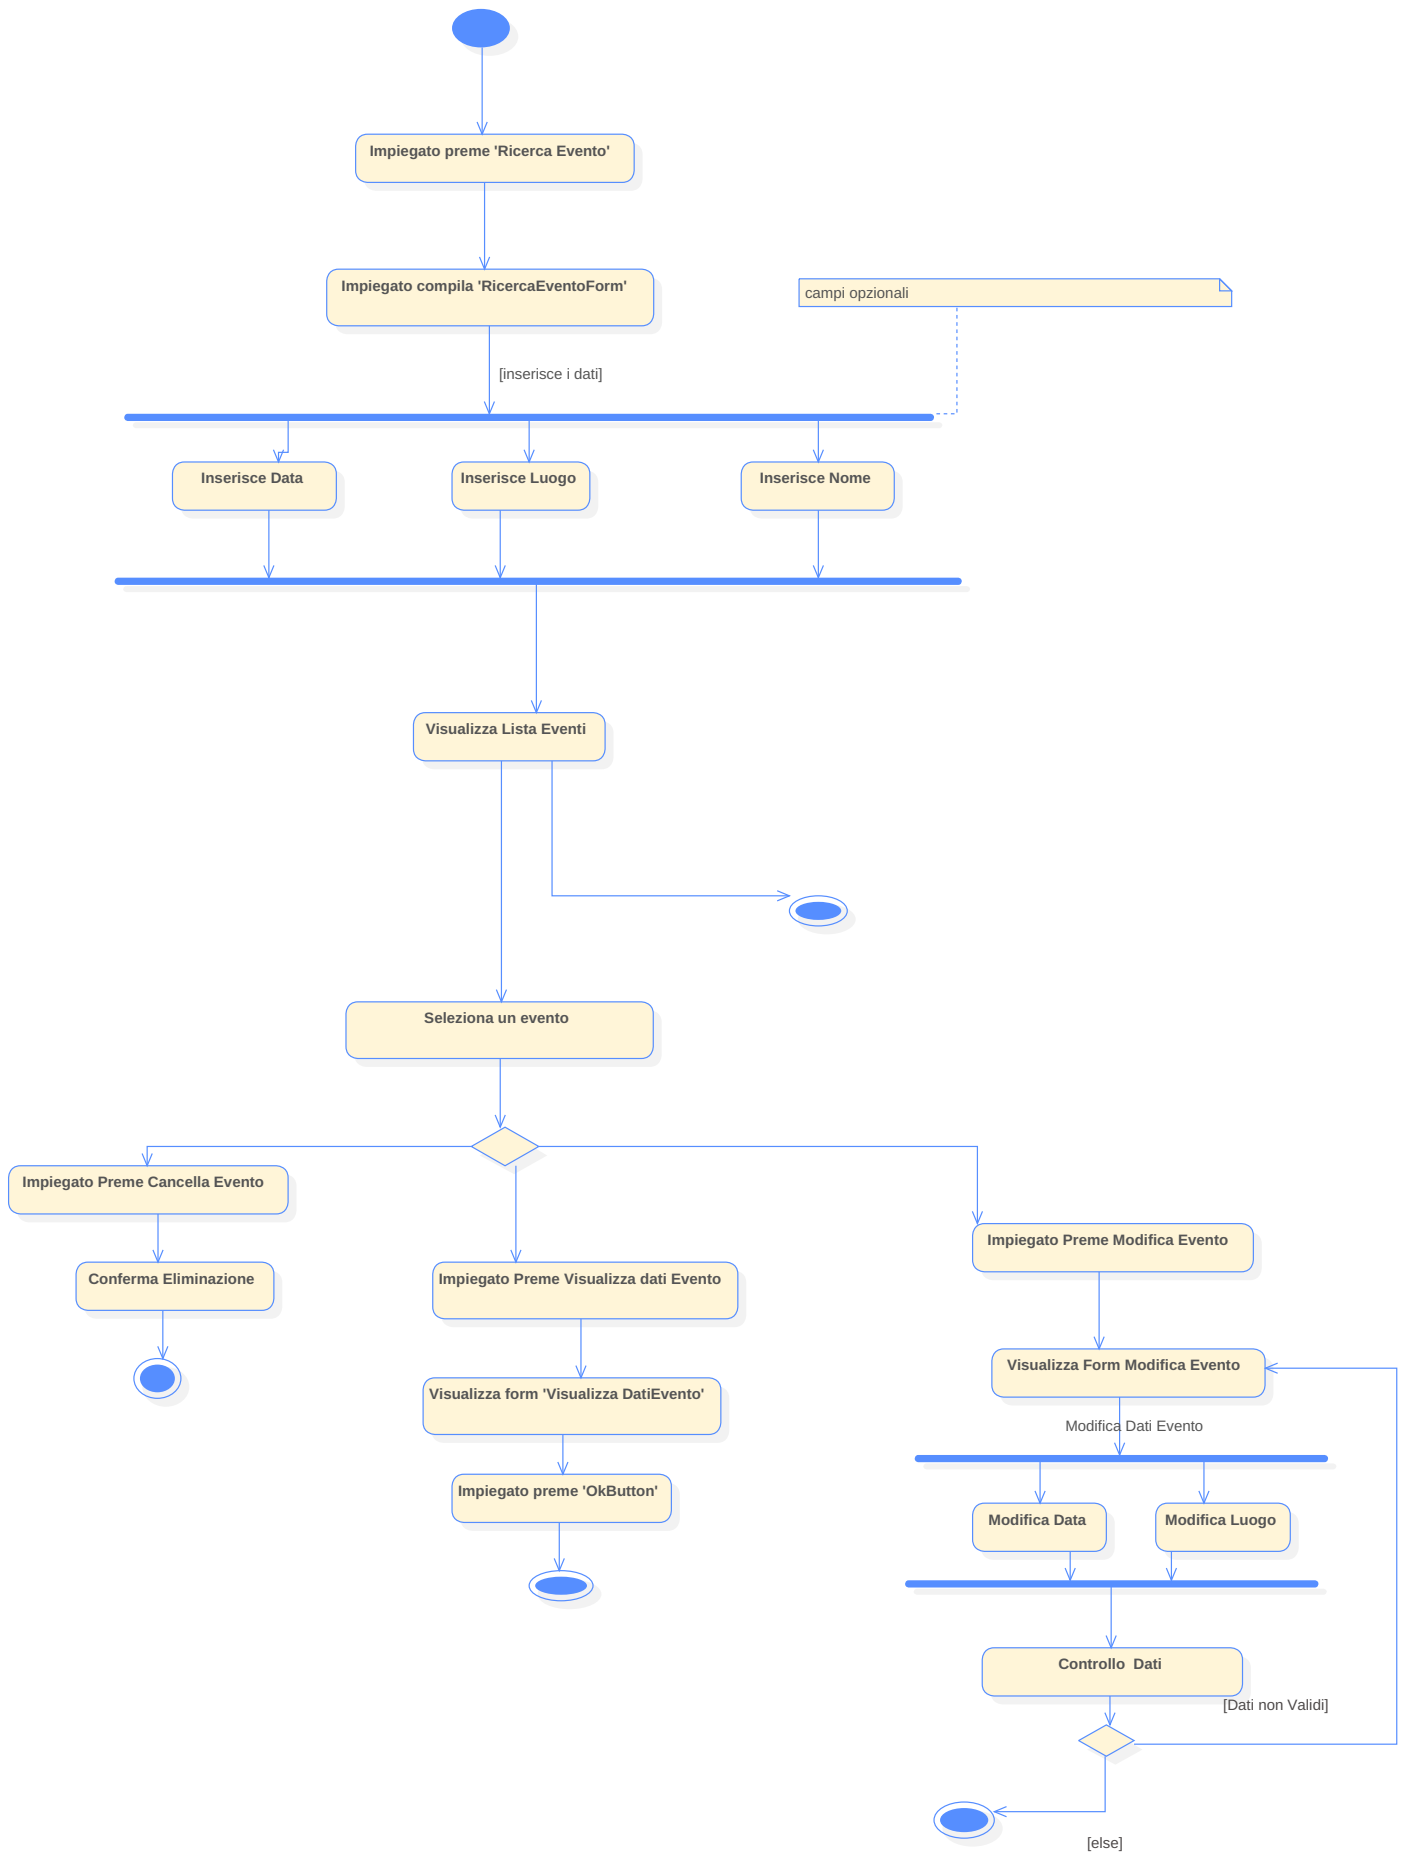 Impiegato preme 'Ricerca Evento'
Impiegato compila 'RicercaEventoForm'
campi opzionali
[inserisce i dati]
Inserisce Data
Inserisce Luogo
Inserisce Nome
Visualizza Lista Eventi
Seleziona un evento
Impiegato Preme Cancella Evento
Conferma Eliminazione
Impiegato Preme Visualizza dati Evento
Visualizza form 'Visualizza DatiEvento'
Impiegato preme 'OkButton'
Impiegato Preme Modifica Evento
Visualizza Form Modifica Evento
Modifica Dati Evento
Modifica Data
Modifica Luogo
Controllo  Dati
[Dati non Validi]
[else]